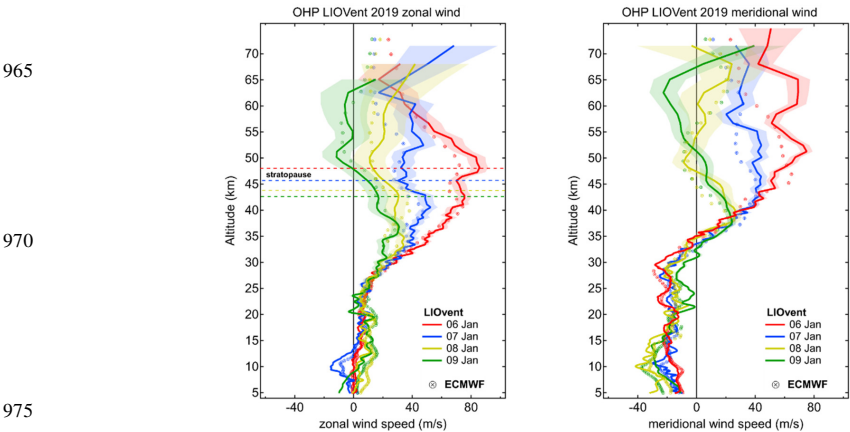 965
970
975
OHP LIOVent 2019 zonal wind
Altitude (km)
70
65
60
55
50
45
40
35
30
25
20
15
10
5
stratopause
LIOvent
06 Jan
07 Jan
08 Jan
09 Jan
ECMWF
-40 0 40 80
zonal wind speed (m/s)
OHP LIOVent 2019 meridional wind
Altitude (km)
70
65
60
55
50
45
40
35
30
25
20
15
10
5
LIOvent
06 Jan
07 Jan
08 Jan
09 Jan
ECMWF
-40 0 40 80
meridional wind speed (m/s)